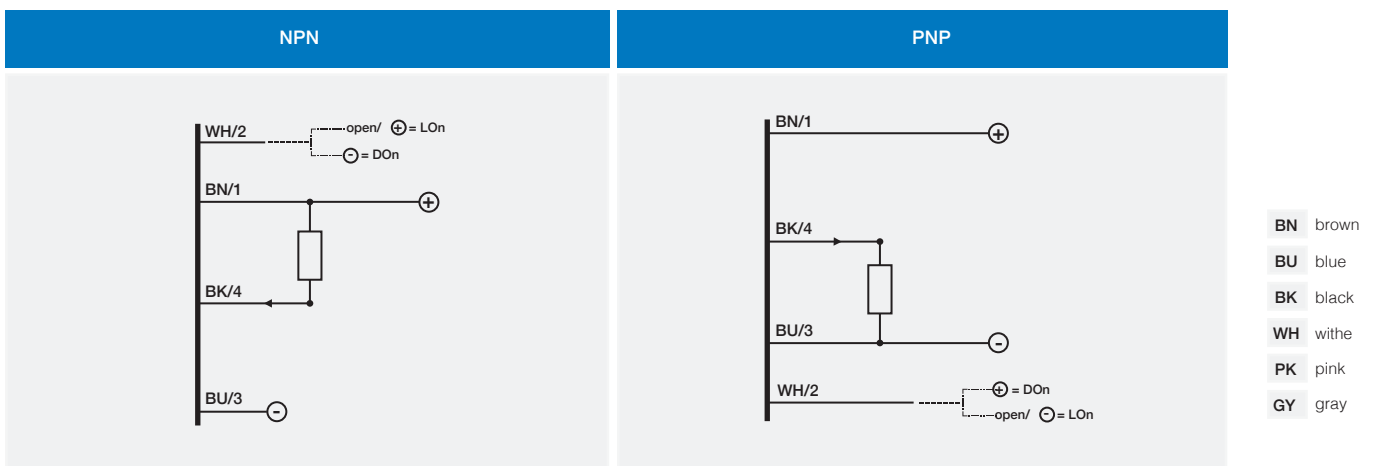 NPN
WH/2
open/ + = LOn
- = DOn
BN/1
+
BK/4
BU/3
-
PNP
BN/1
+
BK/4
BU/3
-
WH/2
+ = DOn
open/ - = LOn
BN brown
BU blue
BK black
WH withe
PK pink
GY gray